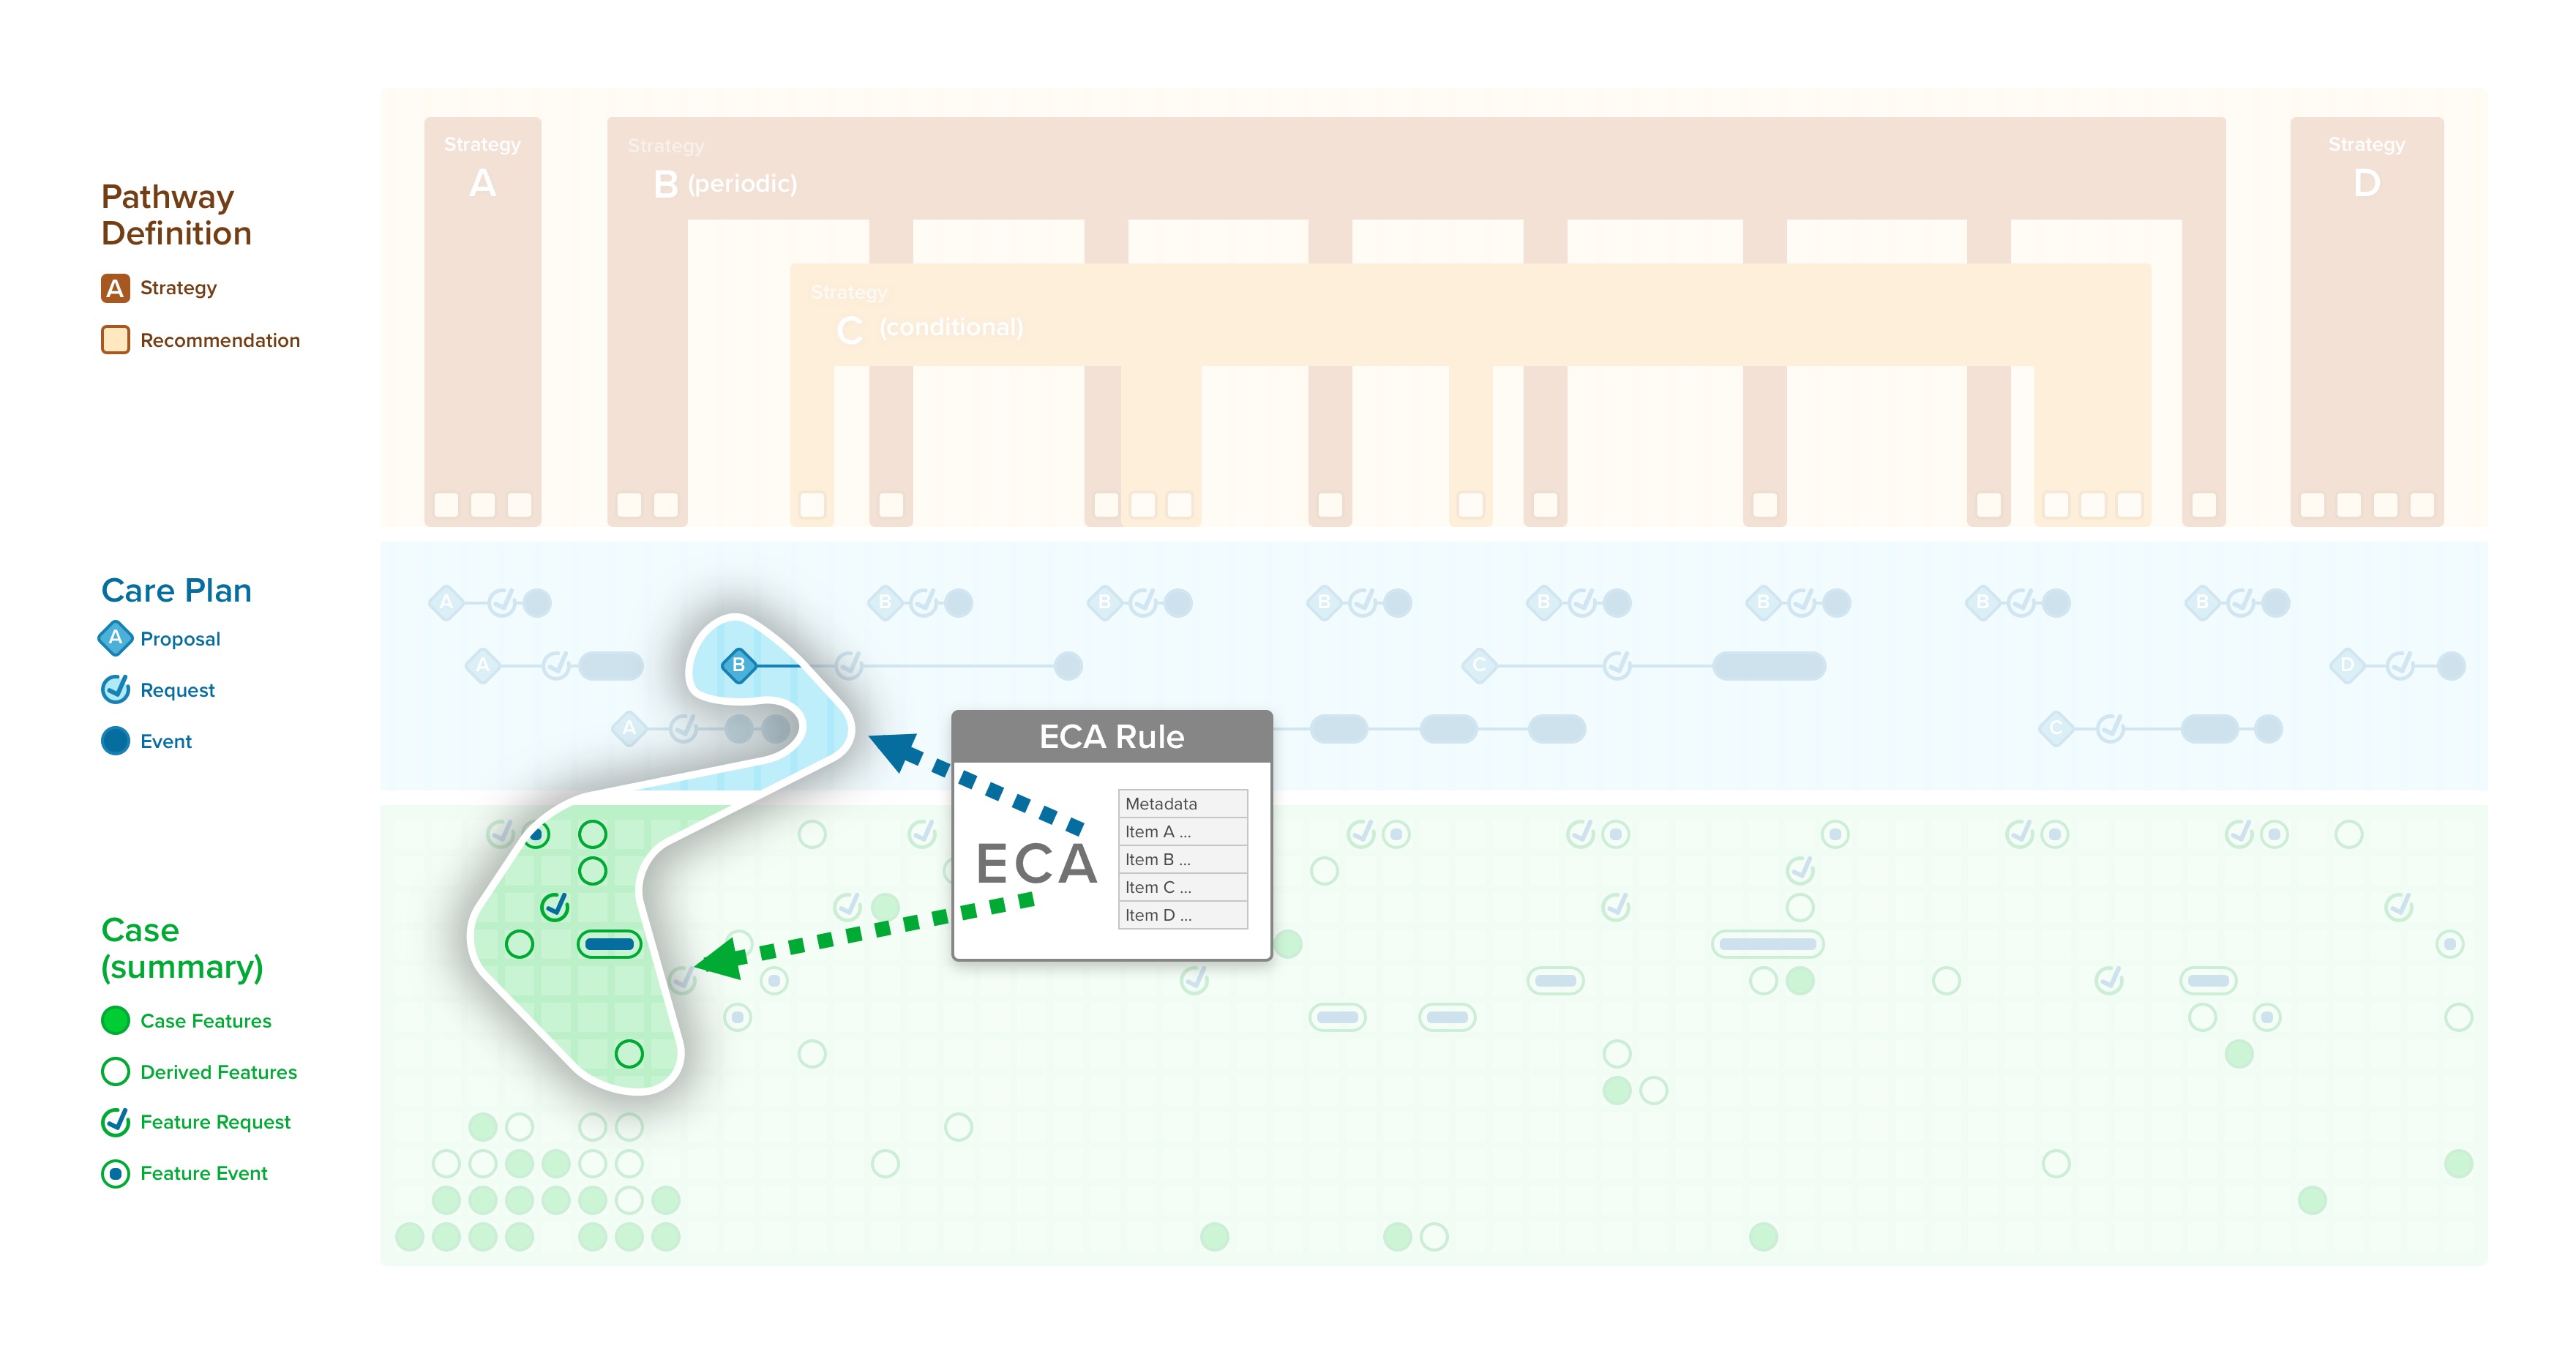 Pathway
Definition
A Strategy
Recommendation
Strategy
A
Strategy
B (periodic)
Strategy
C (conditional)
Strategy
D
Care Plan
A Proposal
Request
Event
A B B B B B B B
A B C D
A C
ECA Rule
ECA
Metadata
Item A ...
Item B ...
Item C ...
Item D ...
Case
(summary)
Case Features
Derived Features
Feature Request
Feature Event